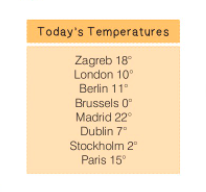 Today's Temperatures
Zagreb 18°
London 10°
Berlin 11°
Brussels 0°
Madrid 22°
Dublin 7°
Stockholm 2°
Paris 15°